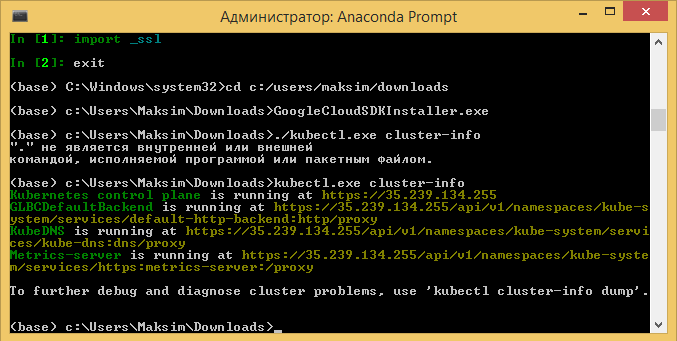 Администратор: Anaconda Prompt
In [1]: import _ssl
In [2]: exit
(base) C:\Windows\system32>cd c:/users/maksim/downloads
(base) c:\Users\Maksim\Downloads>GoogleCloudSDKInstaller.exe
(base) c:\Users\Maksim\Downloads>./kubectl.exe cluster-info
"." не является внутренней или внешней
командой, исполняемой программой или пакетным файлом.
(base) c:\Users\Maksim\Downloads>kubectl.exe cluster-info
Kubernetes control plane is running at https://35.239.134.255
GLBCDefaultBackend is running at https://35.239.134.255/api/v1/namespaces/kube-s
ystem/services/default-http-backend:http/proxy
KubeDNS is running at https://35.239.134.255/api/v1/namespaces/kube-system/servi
ces/kube-dns:dns/proxy
Metrics-server is running at https://35.239.134.255/api/v1/namespaces/kube-syste
m/services/https:metrics-server:/proxy
To further debug and diagnose cluster problems, use 'kubectl cluster-info dump'.
(base) c:\Users\Maksim\Downloads>_